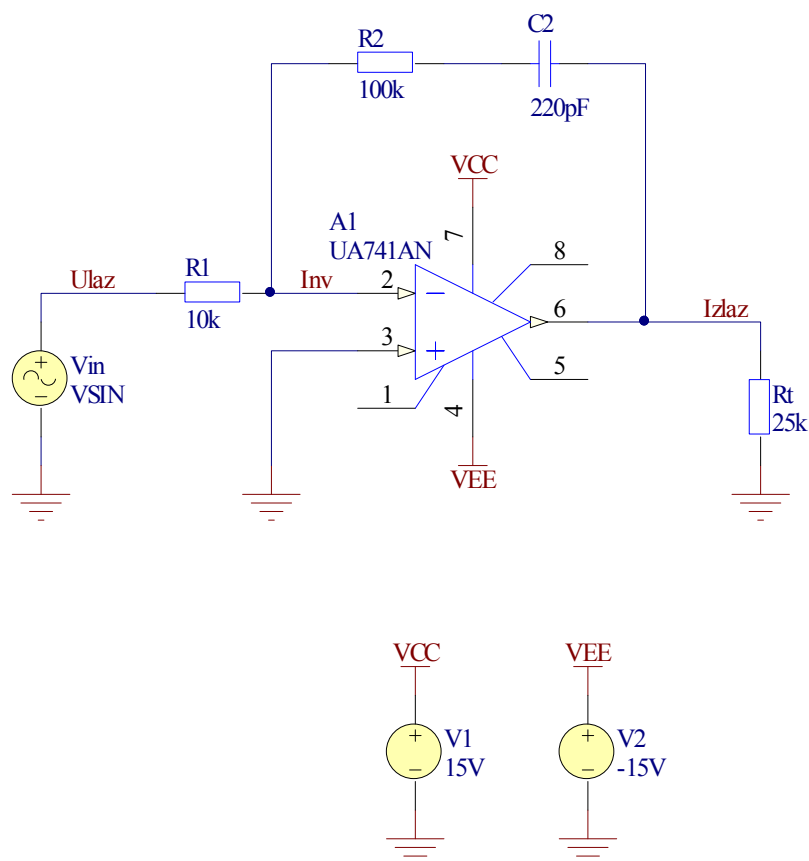 C2
R2
100k
220pF
VCC
A1
UA741AN
7
8
Ulaz
R1
Inv
2
10k
6
Izlaz
3
Vin
VSIN
1
4
5
Rt
25k
VEE
VCC
VEE
V1
15V
V2
-15V